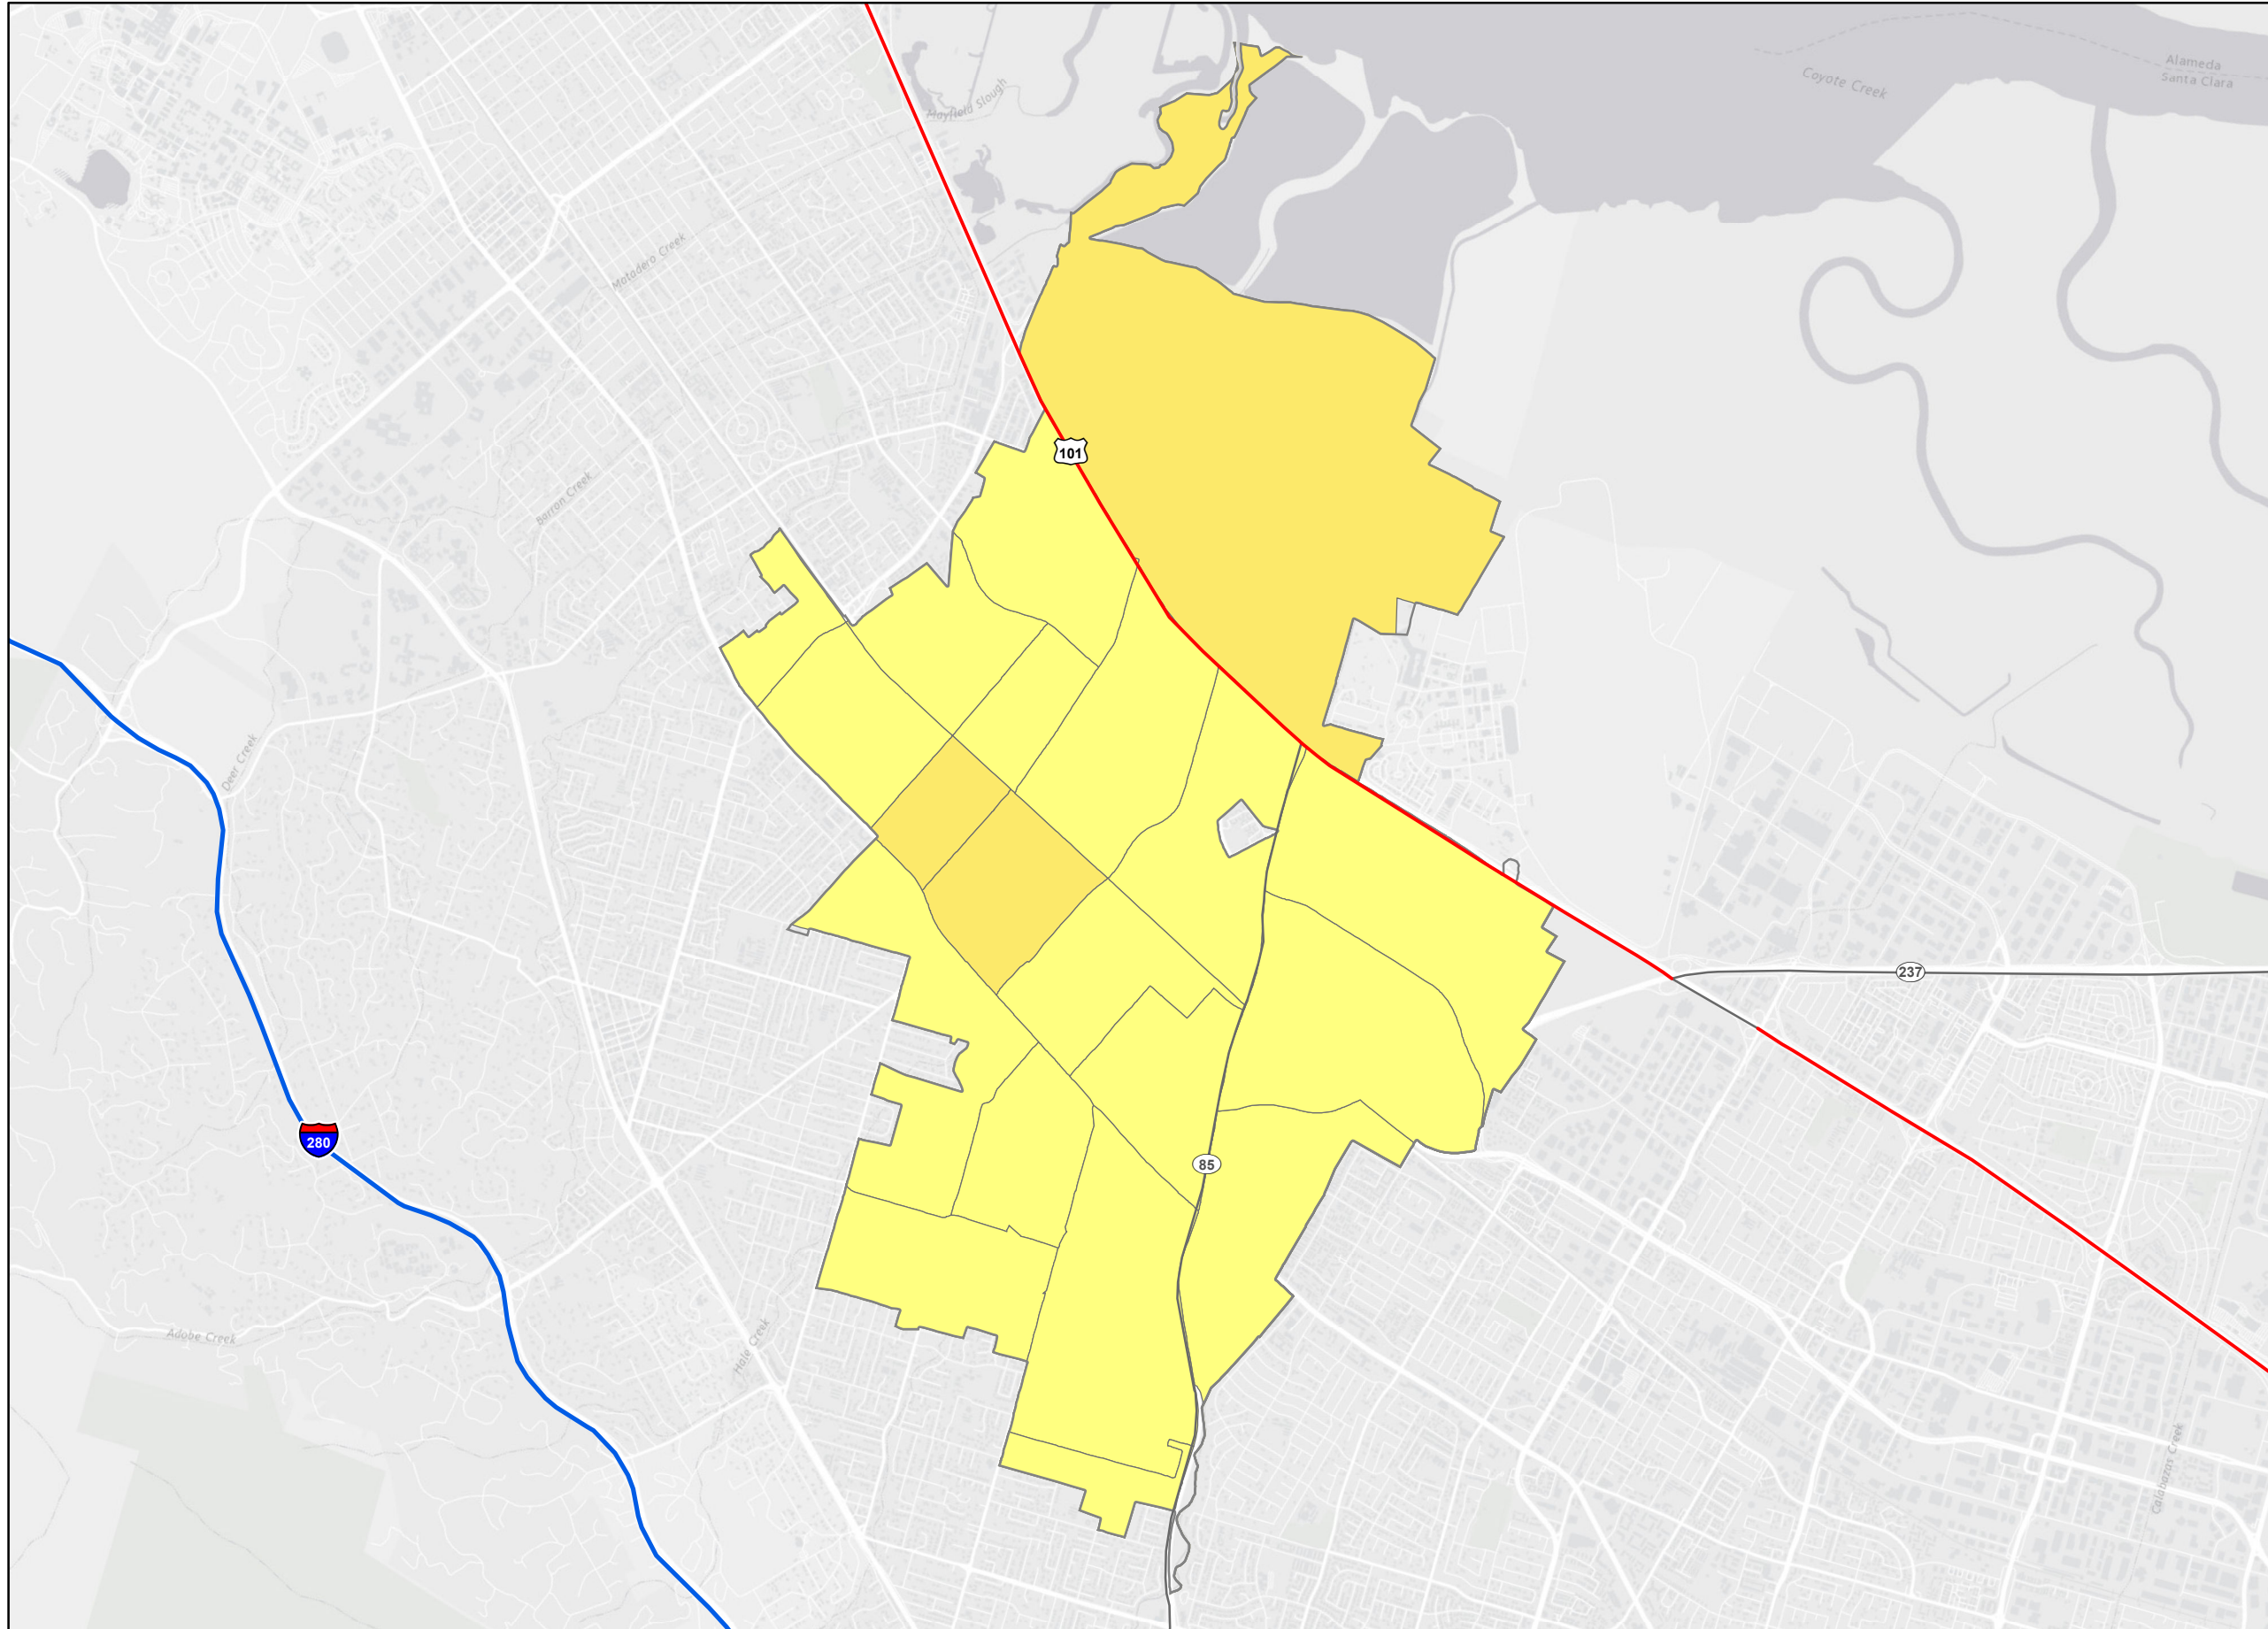 Alameda
Santa Clara
Coyote Creek
Mayfield Slough
Matadero Creek
101
Barron Creek
Deer Creek
237
280
85
Adobe Creek
Hale Creek
Calabazas Creek